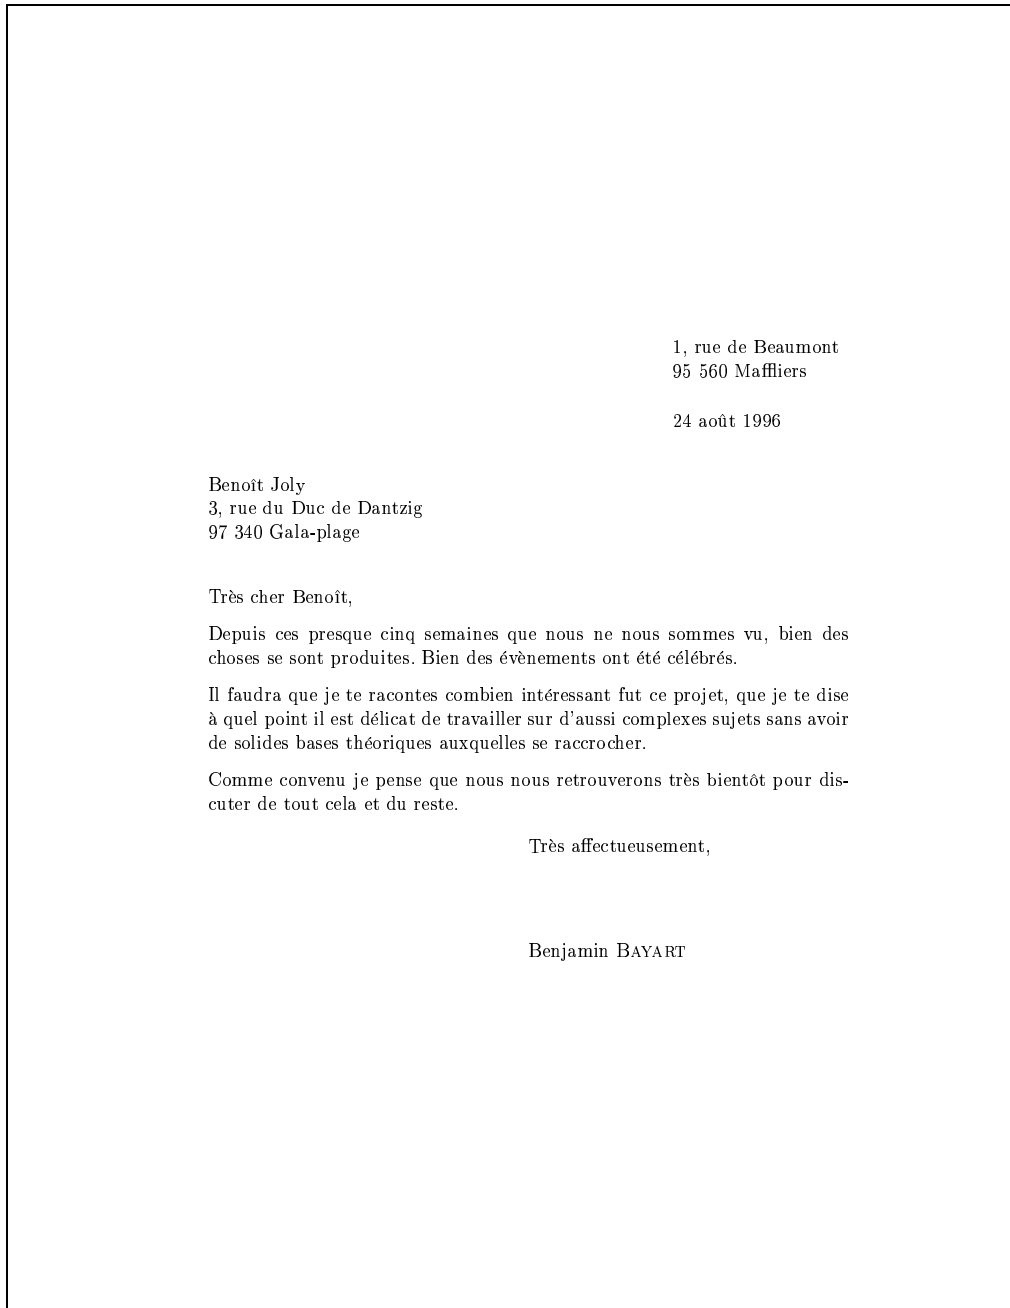 1, rue de Beaumont
95 560 Maffliers
24 août 1996
Benoît Joly
3, rue du Duc de Dantzig
97 340 Gala-plage
Très cher Benoît,
Depuis ces presque cinq semaines que nous ne nous sommes vu, bien des
choses se sont produites. Bien des évènements ont été célébrés.
Il faudra que je te racontes combien intéressant fut ce projet, que je te dise
à quel point il est délicat de travailler sur d'aussi complexes sujets sans avoir
de solides bases théoriques auxquelles se raccrocher.
Comme convenu je pense que nous nous retrouverons très bientôt pour dis-
cuter de tout cela et du reste.
Très affectueusement,
Benjamin BAYART